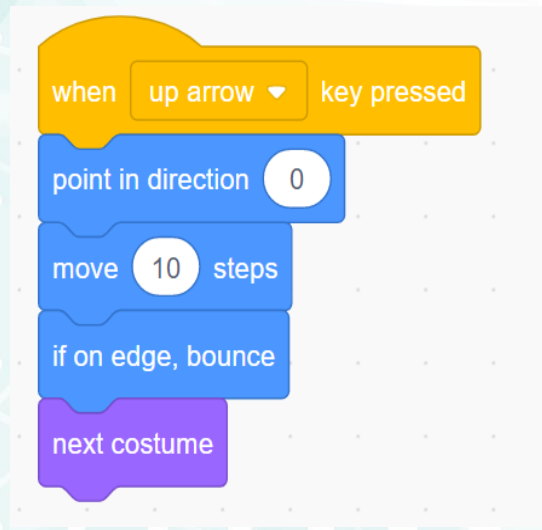 when up arrow key pressed
point in direction 0
move 10 steps
if on edge, bounce
next costume